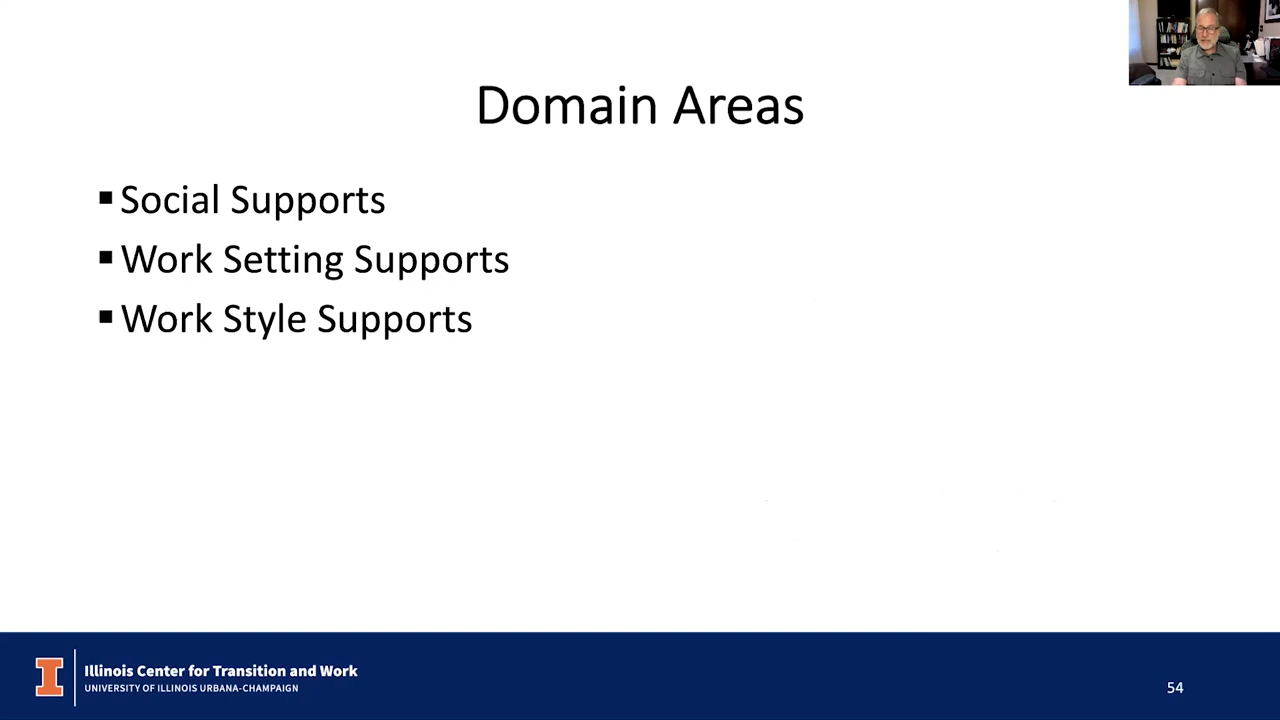 Domain Areas
▪ Social Supports
▪ Work Setting Supports
▪ Work Style Supports
Illinois Center for Transition and Work
UNIVERSITY OF ILLINOIS URBANA-CHAMPAIGN
54